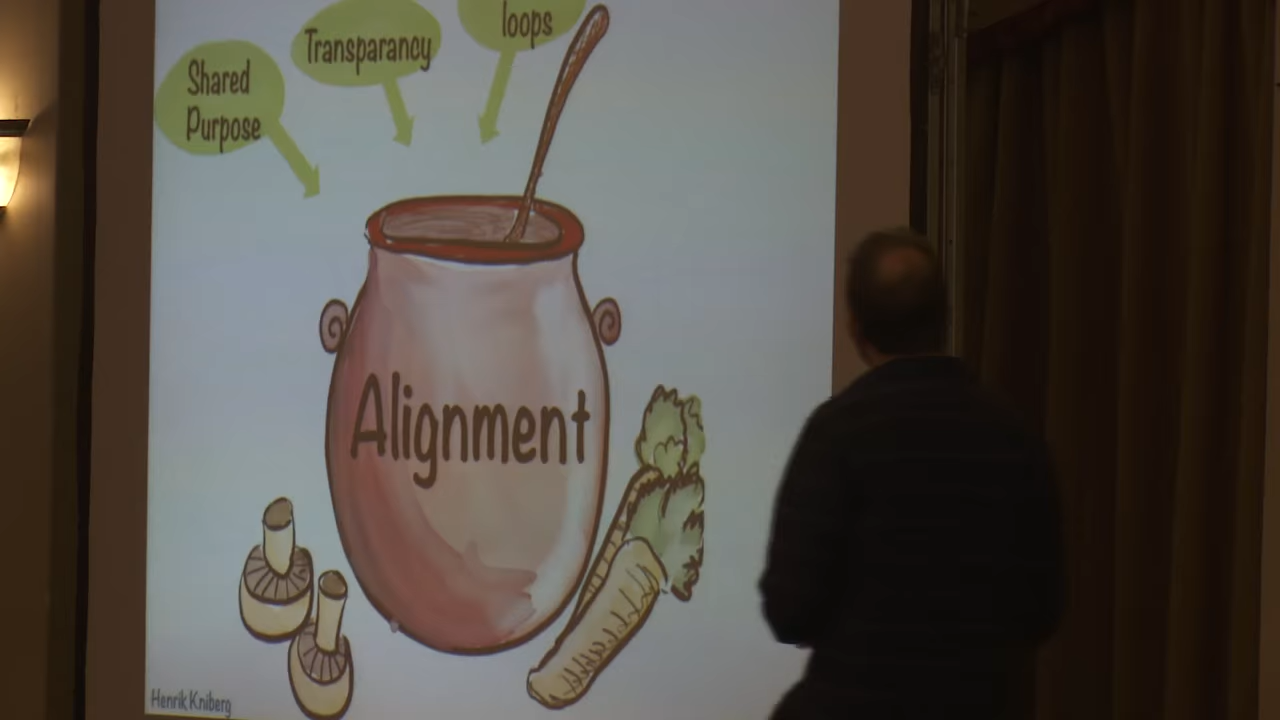 Shared
Purpose
Transparancy
loops
Alignment
Henrik Kniberg